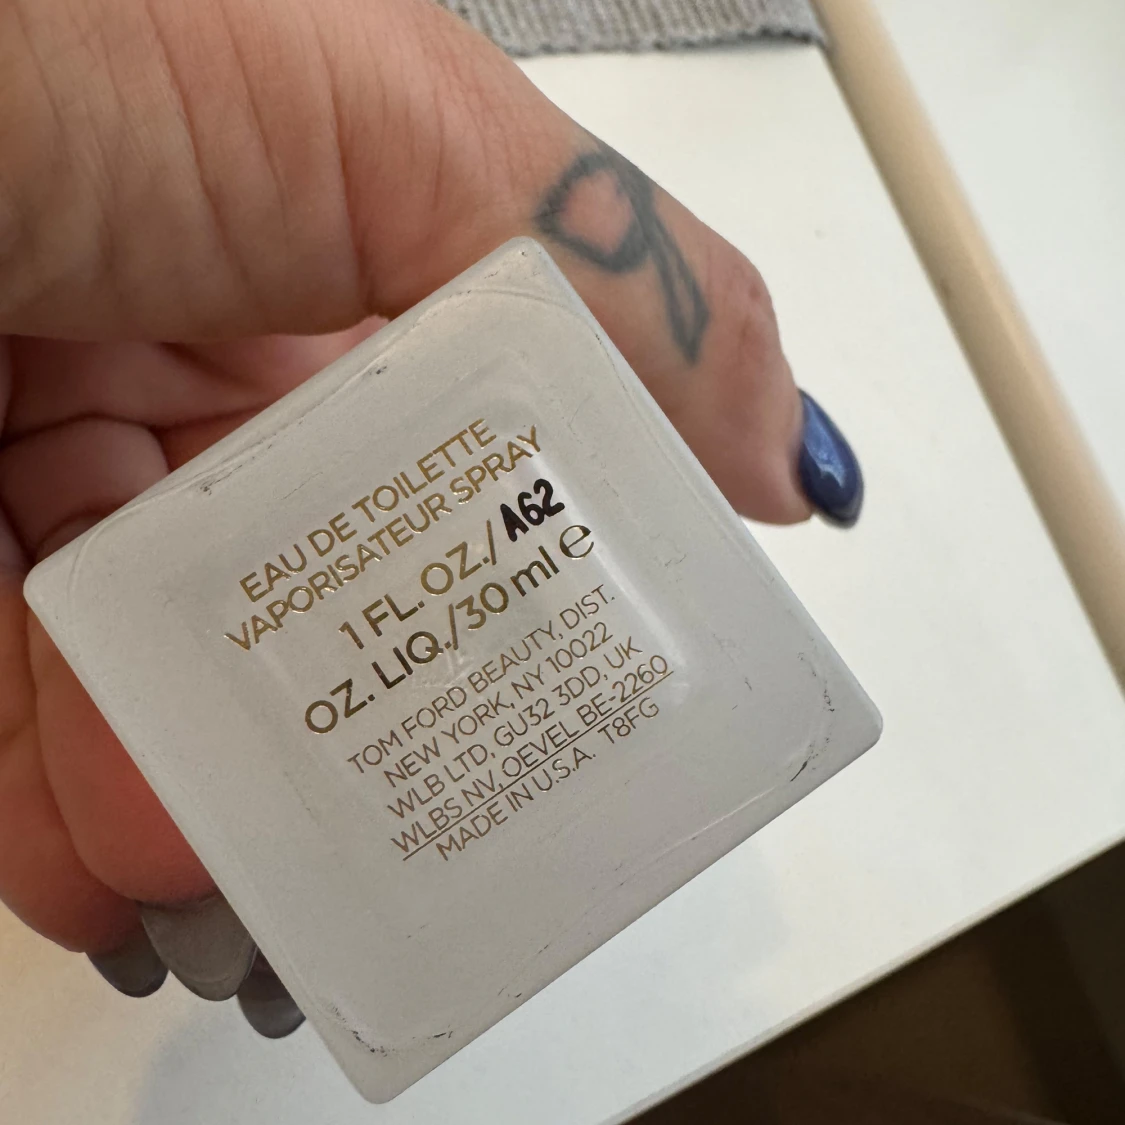 EAU DE TOILETTE
VAPORISATEUR SPRAY
1 FL. OZ./ A62
OZ. LIQ./30 ml ℮
TOM FORD BEAUTY, DIST.
NEW YORK, NY 10022
WLB LTD, GU32 3DD, UK
WLBS NV, OEVEL BE-2260
MADE IN U.S.A. T8FG